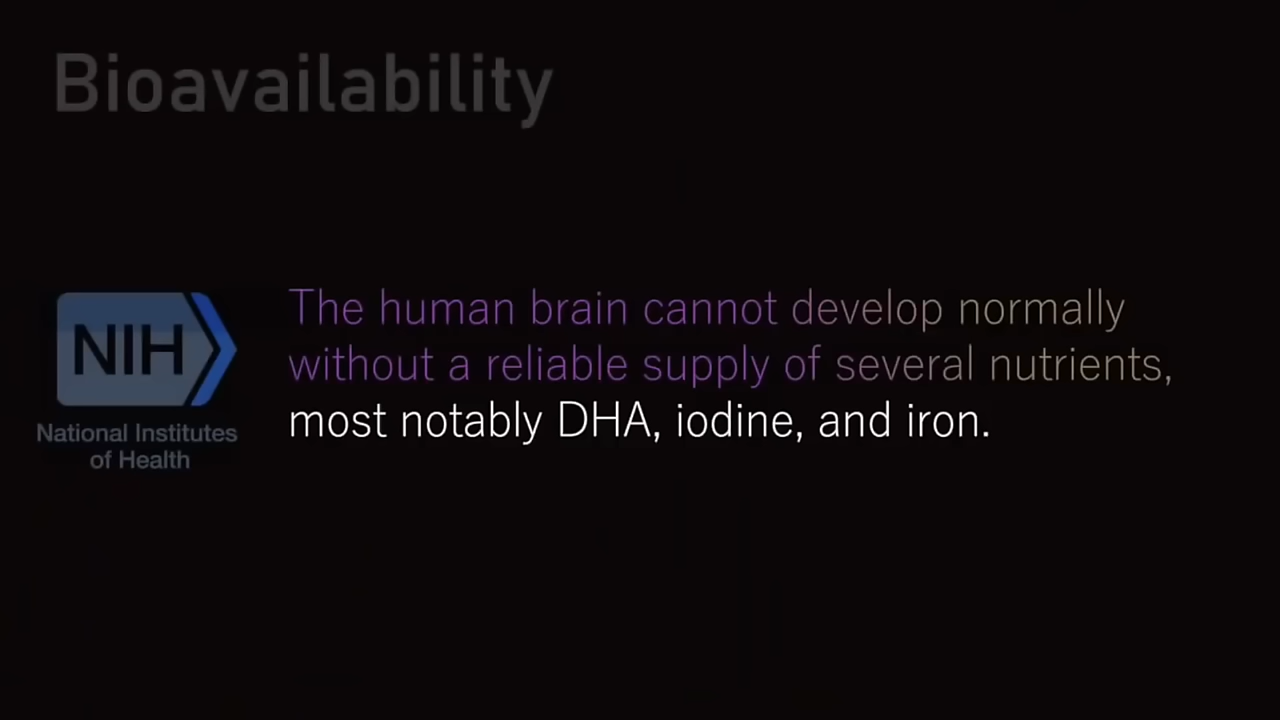 Bioavailability
NIH
National Institutes
of Health
The human brain cannot develop normally
without a reliable supply of several nutrients,
most notably DHA, iodine, and iron.